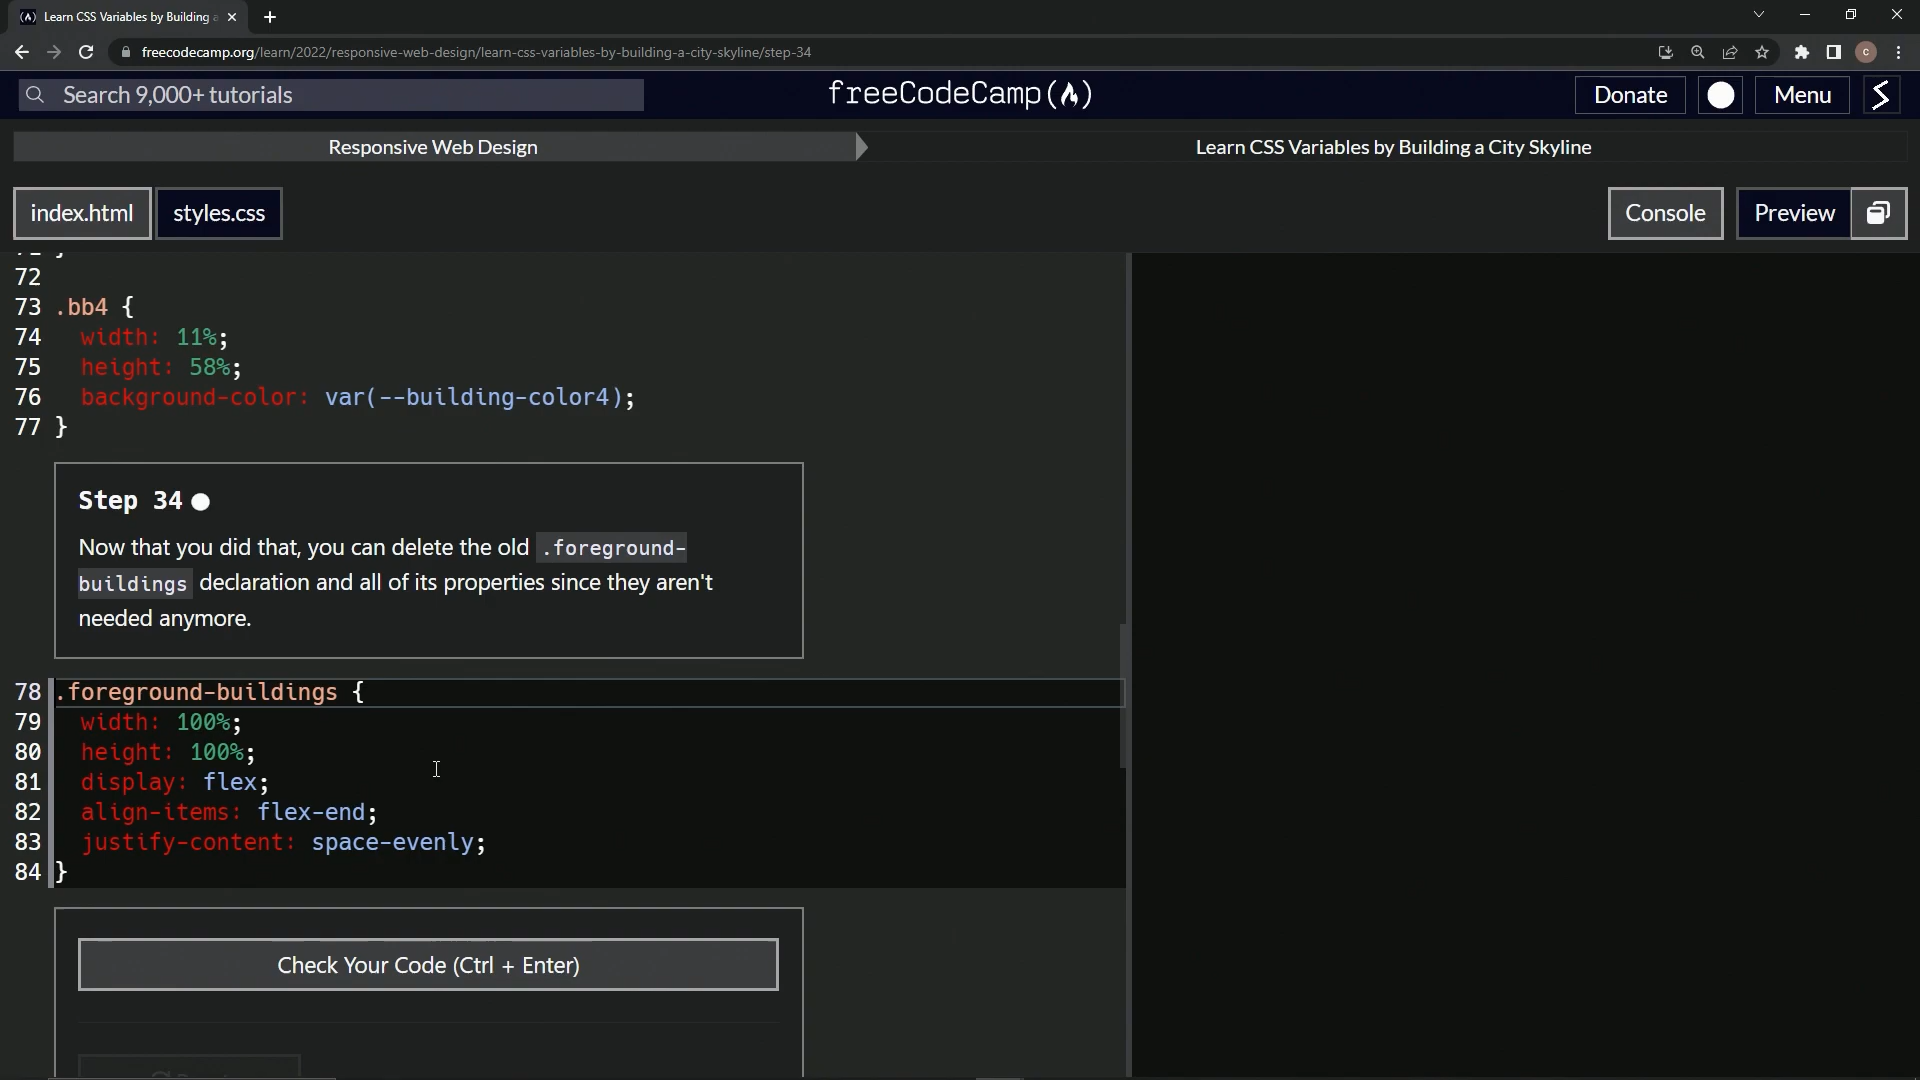 Learn CSS Variables by Building a
freecodecamp.org/learn/2022/responsive-web-design/learn-css-variables-by-building-a-city-skyline/step-34
C
Search 9,000+ tutorials
freeCodeCamp(🔥)
Donate
Menu
Responsive Web Design
Learn CSS Variables by Building a City Skyline
index.html
styles.css
Console
Preview
72
73 .bb4 {
74 width: 11%;
75 height: 58%;
76 background-color: var(--building-color4);
77 }
Step 34
Now that you did that, you can delete the old .foreground-
buildings declaration and all of its properties since they aren't
needed anymore.
78 .foreground-buildings {
79 width: 100%;
80 height: 100%;
81 display: flex;
82 align-items: flex-end;
83 justify-content: space-evenly;
84 }
Check Your Code (Ctrl + Enter)